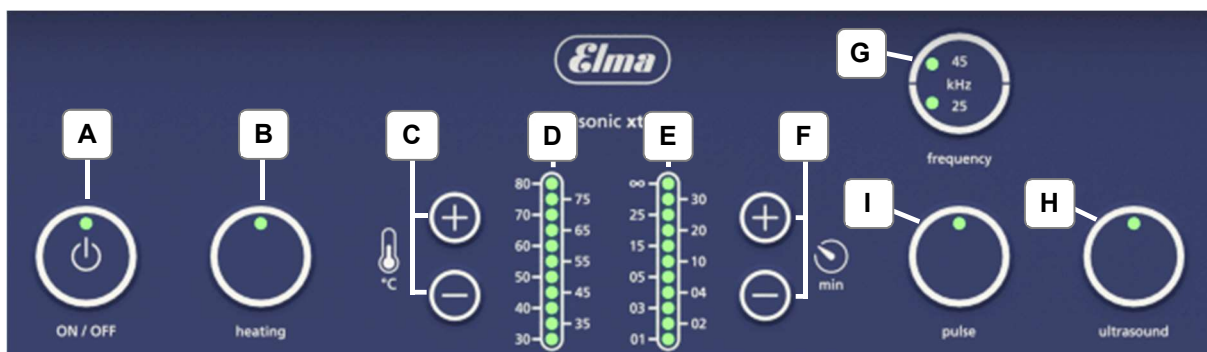 Elma
G
45
kHz
25
A
B
C
D
sonic xt
E
F
frequency
80
75
70
65
60
55
50
45
40
35
30
∞
30
25
20
15
10
05
04
03
02
01
I
H
°C
min
ON / OFF
heating
pulse
ultrasound